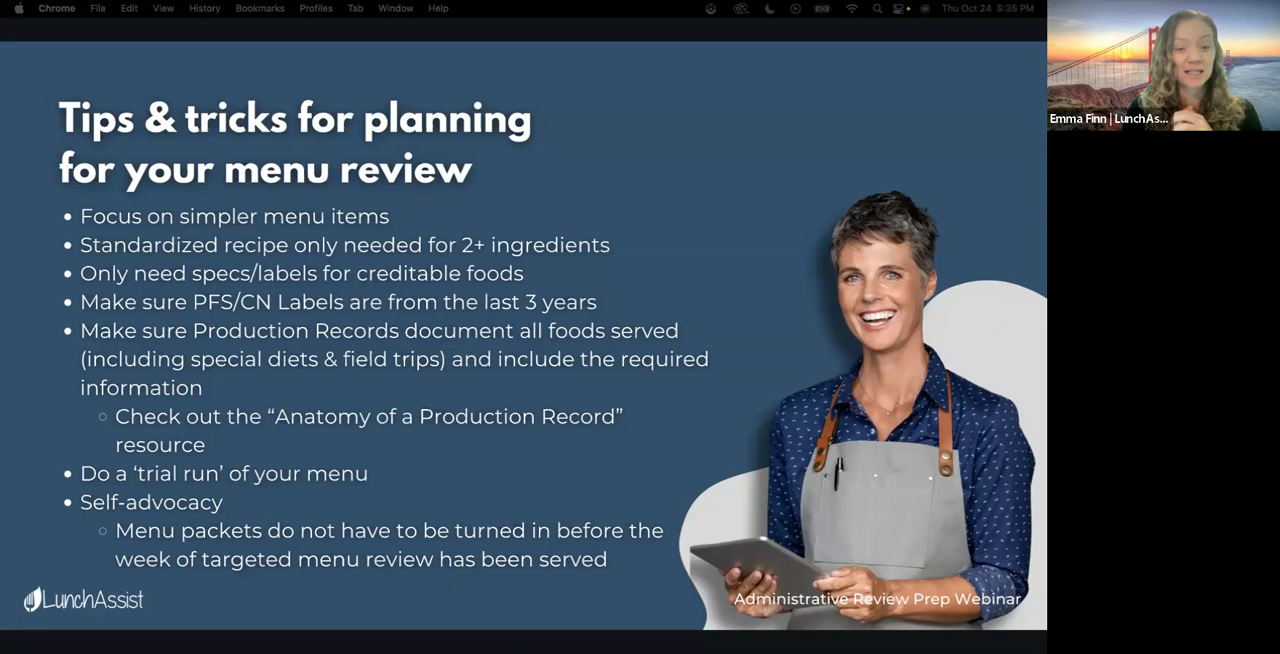 Chrome File Edit View History Bookmarks Profiles Tab Window Help Thu Oct 24 5:35 PM
Tips & tricks for planning
for your menu review
• Focus on simpler menu items
• Standardized recipe only needed for 2+ ingredients
• Only need specs/labels for creditable foods
• Make sure PFS/CN Labels are from the last 3 years
• Make sure Production Records document all foods served
(including special diets & field trips) and include the required
information
○ Check out the “Anatomy of a Production Record”
resource
• Do a ‘trial run’ of your menu
• Self-advocacy
○ Menu packets do not have to be turned in before the
week of targeted menu review has been served
LunchAssist
Administrative Review Prep Webinar
Emma Finn | LunchAs...